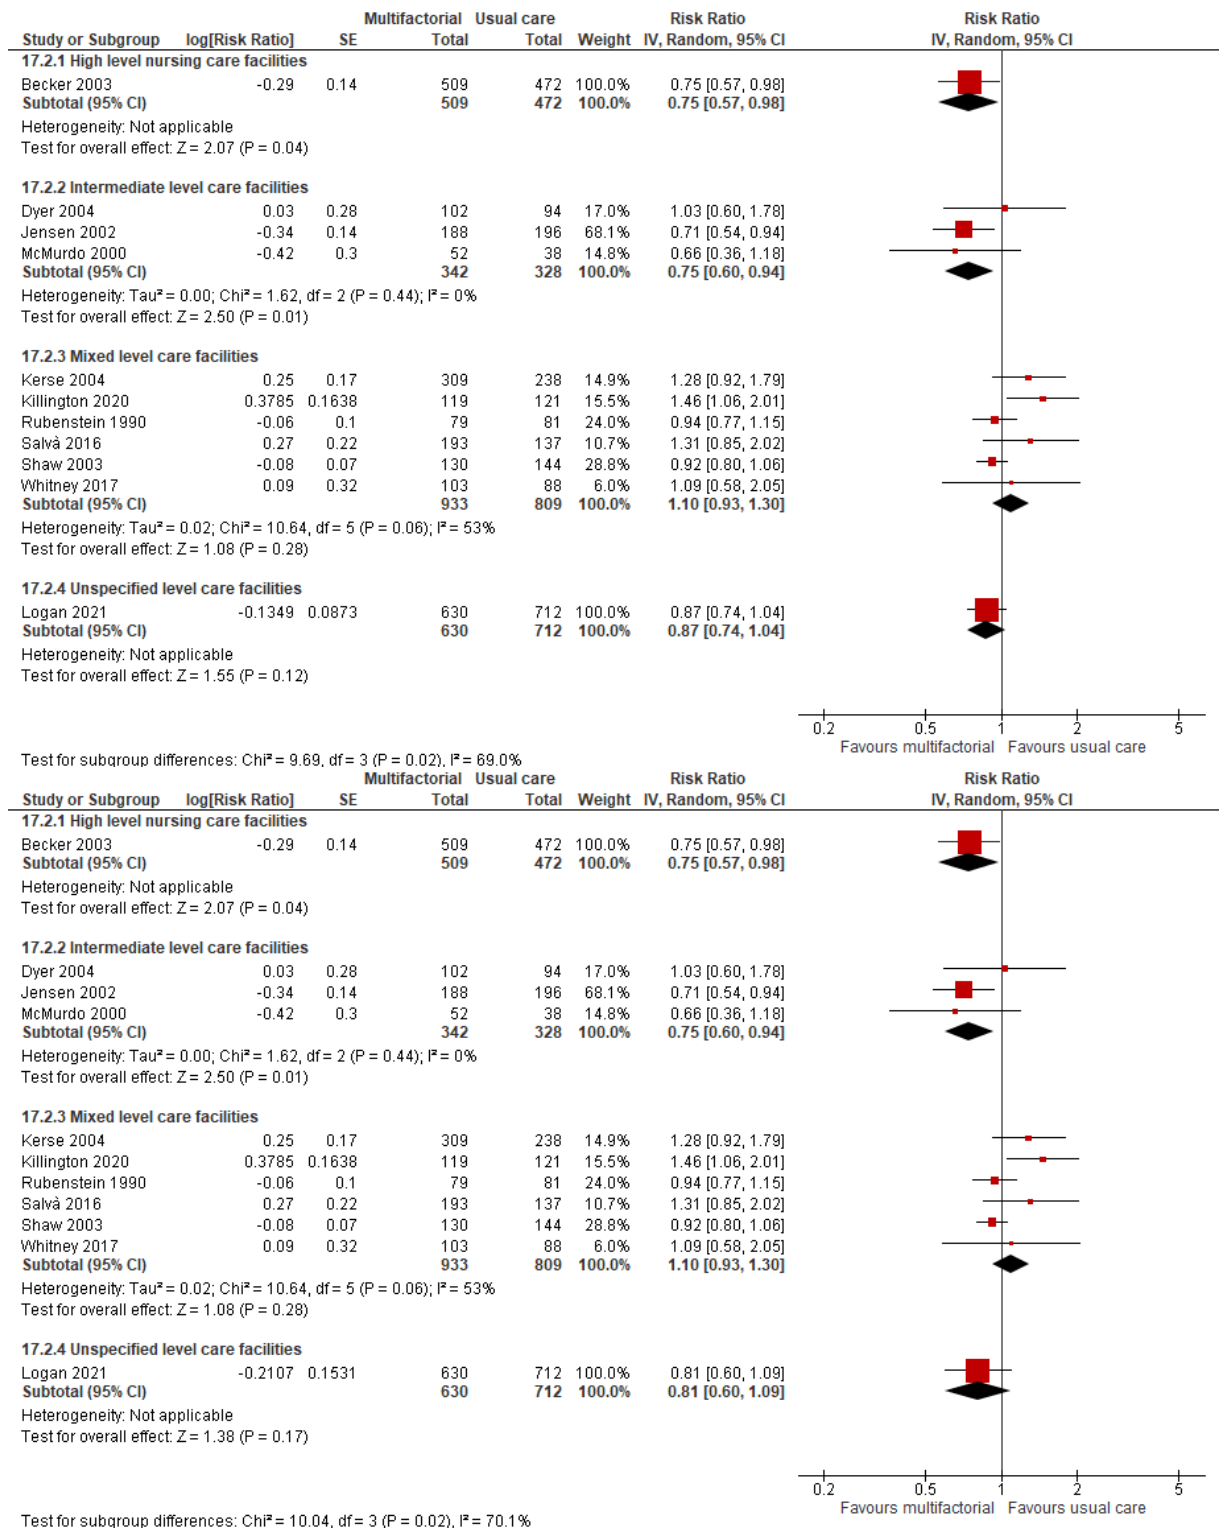 Multifactorial Usual care Risk Ratio Risk Ratio
Study or Subgroup log[Risk Ratio] SE Total Total Weight IV, Random, 95% CI IV, Random, 95% CI
17.2.1 High level nursing care facilities
Becker 2003 -0.29 0.14 509 472 100.0% 0.75 [0.57, 0.98]
Subtotal (95% CI) 509 472 100.0% 0.75 [0.57, 0.98]
Heterogeneity: Not applicable
Test for overall effect: Z = 2.07 (P = 0.04)
17.2.2 Intermediate level care facilities
Dyer 2004 0.03 0.28 102 94 17.0% 1.03 [0.60, 1.78]
Jensen 2002 -0.34 0.14 188 196 68.1% 0.71 [0.54, 0.94]
McMurdo 2000 -0.42 0.3 52 38 14.8% 0.66 [0.36, 1.18]
Subtotal (95% CI) 342 328 100.0% 0.75 [0.60, 0.94]
Heterogeneity: Tau² = 0.00; Chi² = 1.62, df = 2 (P = 0.44); I² = 0%
Test for overall effect: Z = 2.50 (P = 0.01)
17.2.3 Mixed level care facilities
Kerse 2004 0.25 0.17 309 238 14.9% 1.28 [0.92, 1.79]
Killington 2020 0.3785 0.1638 119 121 15.5% 1.46 [1.06, 2.01]
Rubenstein 1990 -0.06 0.1 79 81 24.0% 0.94 [0.77, 1.15]
Salvà 2016 0.27 0.22 193 137 10.7% 1.31 [0.85, 2.02]
Shaw 2003 -0.08 0.07 130 144 28.8% 0.92 [0.80, 1.06]
Whitney 2017 0.09 0.32 103 88 6.0% 1.09 [0.58, 2.05]
Subtotal (95% CI) 933 809 100.0% 1.10 [0.93, 1.30]
Heterogeneity: Tau² = 0.02; Chi² = 10.64, df = 5 (P = 0.06); I² = 53%
Test for overall effect: Z = 1.08 (P = 0.28)
17.2.4 Unspecified level care facilities
Logan 2021 -0.1349 0.0873 630 712 100.0% 0.87 [0.74, 1.04]
Subtotal (95% CI) 630 712 100.0% 0.87 [0.74, 1.04]
Heterogeneity: Not applicable
Test for overall effect: Z = 1.55 (P = 0.12)
0.2 0.5 1 2 5
Favours multifactorial Favours usual care
Test for subgroup differences: Chi² = 9.69, df = 3 (P = 0.02), I² = 69.0%
Multifactorial Usual care Risk Ratio Risk Ratio
Study or Subgroup log[Risk Ratio] SE Total Total Weight IV, Random, 95% CI IV, Random, 95% CI
17.2.1 High level nursing care facilities
Becker 2003 -0.29 0.14 509 472 100.0% 0.75 [0.57, 0.98]
Subtotal (95% CI) 509 472 100.0% 0.75 [0.57, 0.98]
Heterogeneity: Not applicable
Test for overall effect: Z = 2.07 (P = 0.04)
17.2.2 Intermediate level care facilities
Dyer 2004 0.03 0.28 102 94 17.0% 1.03 [0.60, 1.78]
Jensen 2002 -0.34 0.14 188 196 68.1% 0.71 [0.54, 0.94]
McMurdo 2000 -0.42 0.3 52 38 14.8% 0.66 [0.36, 1.18]
Subtotal (95% CI) 342 328 100.0% 0.75 [0.60, 0.94]
Heterogeneity: Tau² = 0.00; Chi² = 1.62, df = 2 (P = 0.44); I² = 0%
Test for overall effect: Z = 2.50 (P = 0.01)
17.2.3 Mixed level care facilities
Kerse 2004 0.25 0.17 309 238 14.9% 1.28 [0.92, 1.79]
Killington 2020 0.3785 0.1638 119 121 15.5% 1.46 [1.06, 2.01]
Rubenstein 1990 -0.06 0.1 79 81 24.0% 0.94 [0.77, 1.15]
Salvà 2016 0.27 0.22 193 137 10.7% 1.31 [0.85, 2.02]
Shaw 2003 -0.08 0.07 130 144 28.8% 0.92 [0.80, 1.06]
Whitney 2017 0.09 0.32 103 88 6.0% 1.09 [0.58, 2.05]
Subtotal (95% CI) 933 809 100.0% 1.10 [0.93, 1.30]
Heterogeneity: Tau² = 0.02; Chi² = 10.64, df = 5 (P = 0.06); I² = 53%
Test for overall effect: Z = 1.08 (P = 0.28)
17.2.4 Unspecified level care facilities
Logan 2021 -0.2107 0.1531 630 712 100.0% 0.81 [0.60, 1.09]
Subtotal (95% CI) 630 712 100.0% 0.81 [0.60, 1.09]
Heterogeneity: Not applicable
Test for overall effect: Z = 1.38 (P = 0.17)
0.2 0.5 1 2 5
Favours multifactorial Favours usual care
Test for subgroup differences: Chi² = 10.04, df = 3 (P = 0.02), I² = 70.1%